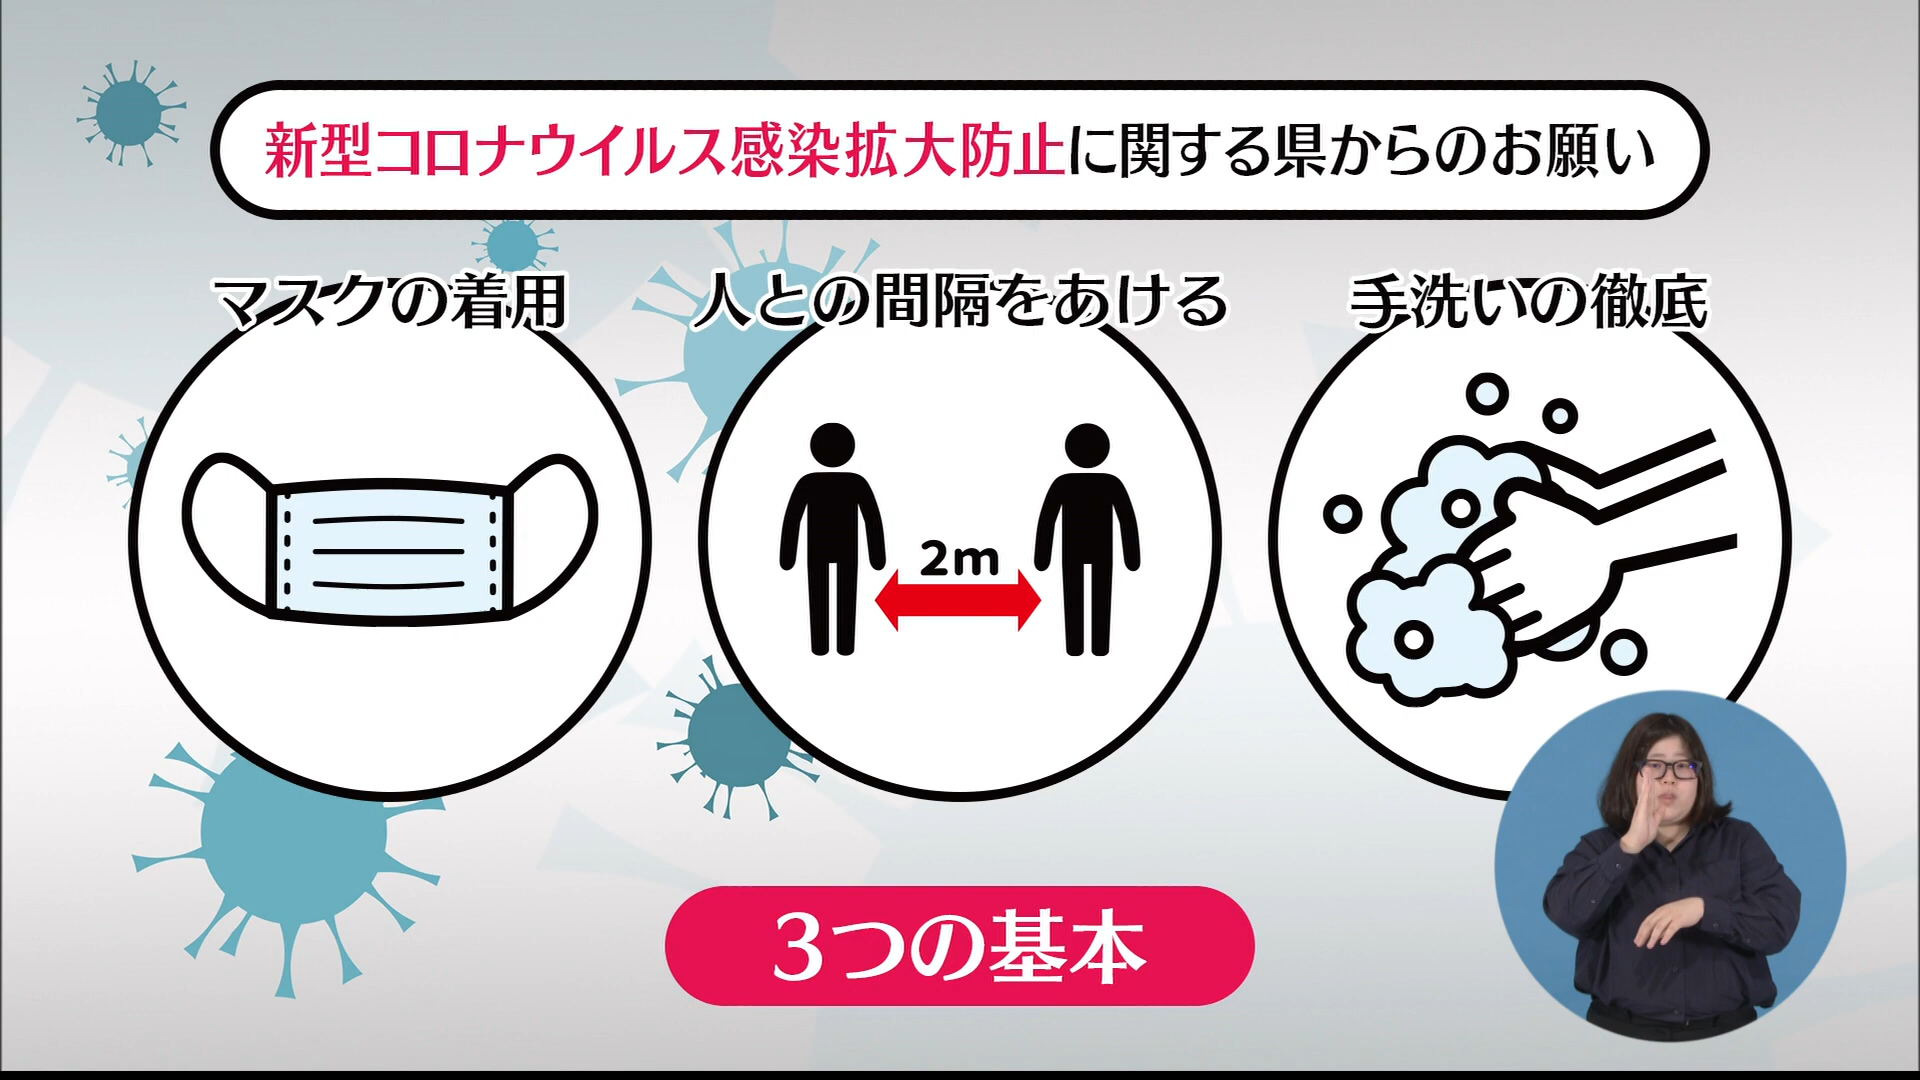 新型コロナウイルス感染拡大防止に関する県からのお願い
マスクの着用
人との間隔をあける
手洗いの徹底
2m
3つの基本